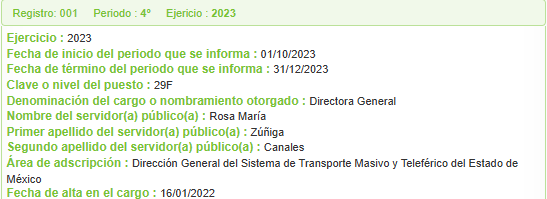 Registro: 001 Periodo : 4º Ejericio : 2023
Ejercicio : 2023
Fecha de inicio del periodo que se informa : 01/10/2023
Fecha de término del periodo que se informa : 31/12/2023
Clave o nivel del puesto : 29F
Denominación del cargo o nombramiento otorgado : Directora General
Nombre del servidor(a) público(a) : Rosa María
Primer apellido del servidor(a) público(a) : Zúñiga
Segundo apellido del servidor(a) público(a) : Canales
Área de adscripción : Dirección General del Sistema de Transporte Masivo y Teleférico del Estado de
México
Fecha de alta en el cargo : 16/01/2022